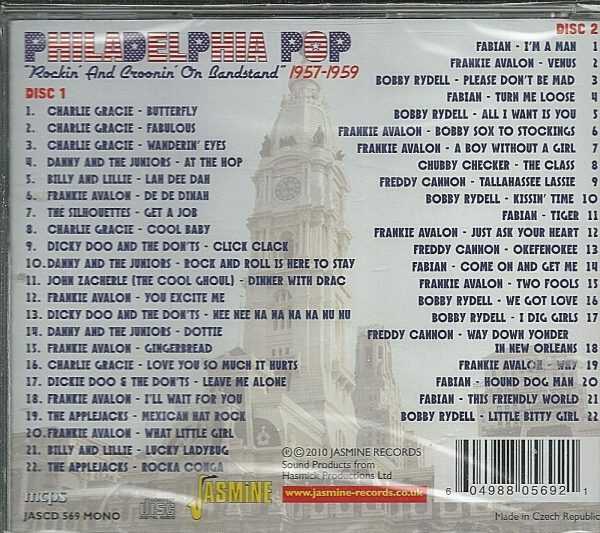 PHILADELPHIA POP
"Rockin' And Croonin' On Bandstand" 1957-1959
DISC 1
1. CHARLIE GRACIE - BUTTERFLY
2. CHARLIE GRACIE - FABULOUS
3. CHARLIE GRACIE - WANDERIN' EYES
4. DANNY AND THE JUNIORS - AT THE HOP
5. BILLY AND LILLIE - LAH DEE DAH
6. FRANKIE AVALON - DE DE DINAH
7. THE SILHOUETTES - GET A JOB
8. CHARLIE GRACIE - COOL BABY
9. DICKY DOO AND THE DON'TS - CLICK CLACK
10. DANNY AND THE JUNIORS - ROCK AND ROLL IS HERE TO STAY
11. JOHN ZACHERLE (THE COOL GHOUL) - DINNER WITH DRAC
12. FRANKIE AVALON - YOU EXCITE ME
13. DICKY DOO AND THE DON'TS - NEE NEE NA NA NA NA NU NU
14. DANNY AND THE JUNIORS - DOTTIE
15. FRANKIE AVALON - GINGERBREAD
16. CHARLIE GRACIE - LOVE YOU SO MUCH IT HURTS
17. DICKIE DOO & THE DON'TS - LEAVE ME ALONE
18. FRANKIE AVALON - I'LL WAIT FOR YOU
19. THE APPLEJACKS - MEXICAN HAT ROCK
20. FRANKIE AVALON - WHAT LITTLE GIRL
21. BILLY AND LILLIE - LUCKY LADYBUG
22. THE APPLEJACKS - ROCKA CONGA
DISC 2
FABIAN - I'M A MAN 1
FRANKIE AVALON - VENUS 2
BOBBY RYDELL - PLEASE DON'T BE MAD 3
FABIAN - TURN ME LOOSE 4
BOBBY RYDELL - ALL I WANT IS YOU 5
FRANKIE AVALON - BOBBY SOX TO STOCKINGS 6
FRANKIE AVALON - A BOY WITHOUT A GIRL 7
CHUBBY CHECKER - THE CLASS 8
FREDDY CANNON - TALLAHASSEE LASSIE 9
BOBBY RYDELL - KISSIN' TIME 10
FABIAN - TIGER 11
FRANKIE AVALON - JUST ASK YOUR HEART 12
FREDDY CANNON - OKEFENOKEE 13
FABIAN - COME ON AND GET ME 14
FRANKIE AVALON - TWO FOOLS 15
BOBBY RYDELL - WE GOT LOVE 16
BOBBY RYDELL - I DIG GIRLS 17
FREDDY CANNON - WAY DOWN YONDER
IN NEW ORLEANS 18
FRANKIE AVALON - WHY 19
FABIAN - HOUND DOG MAN 20
FABIAN - THIS FRIENDLY WORLD 21
BOBBY RYDELL - LITTLE BITTY GIRL 22
mcps
JASCD 569 MONO
COMPACT
disc
DIGITAL AUDIO
JASMINE
℗© 2010 JASMINE RECORDS
Sound Products from
Hasmick Productions Ltd
www.jasmine-records.co.uk
6 04988 05692 1
Made in Czech Republic